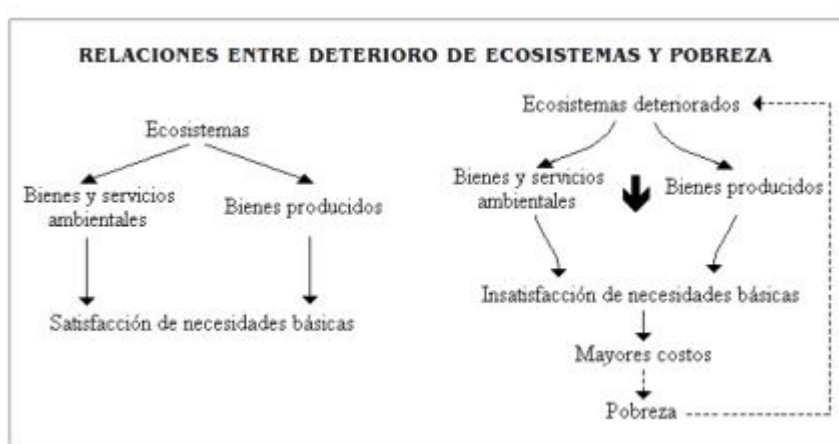 RELACIONES ENTRE DETERIORO DE ECOSISTEMAS Y POBREZA
Ecosistemas
Bienes y servicios
ambientales
Bienes producidos
Satisfacción de necesidades básicas
Ecosistemas deteriorados
Bienes y servicios
ambientales
Bienes producidos
Insatisfacción de necesidades básicas
Mayores costos
Pobreza